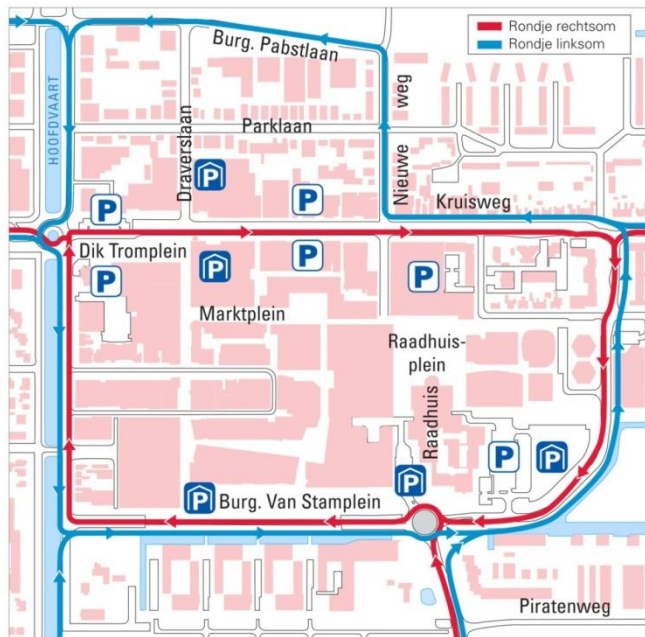 Rondje rechtsom
Rondje linksom
Burg. Pabstlaan
HOOFDVAART
Draverslaan
Parklaan
Nieuwe
weg
Kruisweg
P
P
P
Dik Tromplein
P
P
P
P
Marktplein
Raadhuis-
plein
Raadhuis
P
P
P
P
Burg. Van Stamplein
Piratenweg